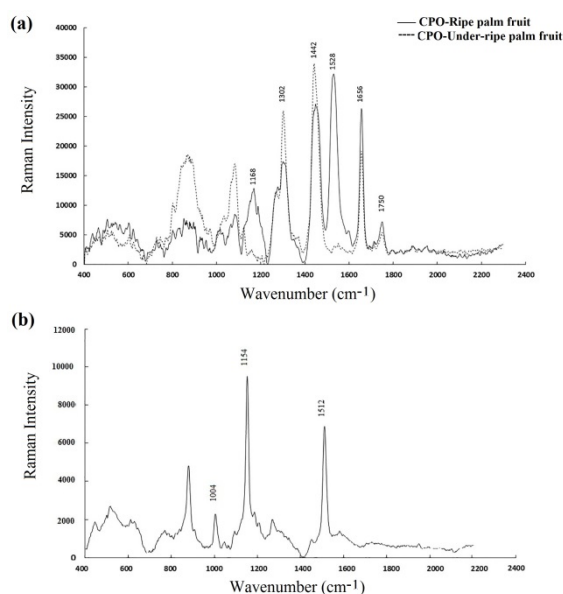 (a)
CPO-Ripe palm fruit
CPO-Under-ripe palm fruit
40000
35000
30000
25000
20000
15000
10000
5000
0
Raman Intensity
1168
1302
1442
1528
1656
1750
400 600 800 1000 1200 1400 1600 1800 2000 2200 2400
Wavenumber (cm-1)
(b)
12000
10000
8000
6000
4000
2000
0
Raman Intensity
1004
1154
1512
400 600 800 1000 1200 1400 1600 1800 2000 2200 2400
Wavenumber (cm-1)